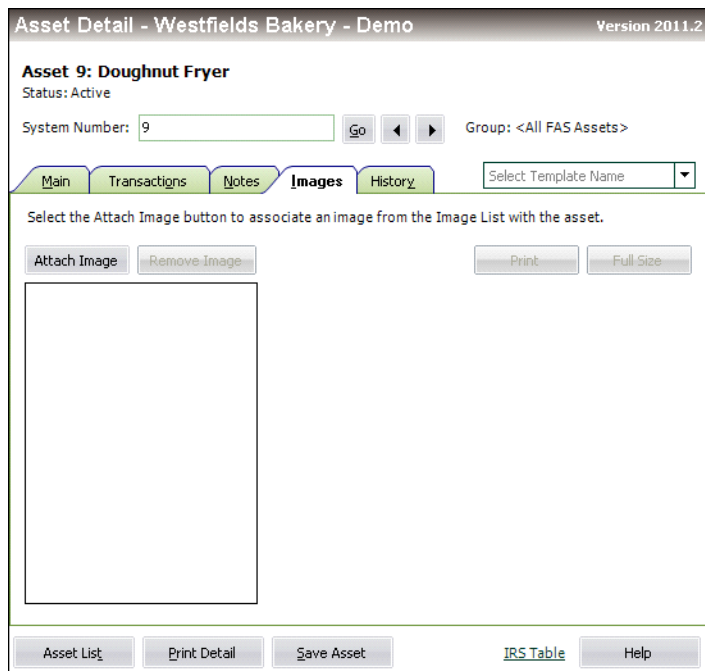 Asset Detail - Westfields Bakery - Demo Version 2011.2
Asset 9: Doughnut Fryer
Status: Active
System Number: 9 Go Group: <All FAS Assets>
Main Transactions Notes Images History Select Template Name
Select the Attach Image button to associate an image from the Image List with the asset.
Attach Image Remove Image Print Full Size
Asset List Print Detail Save Asset IRS Table Help